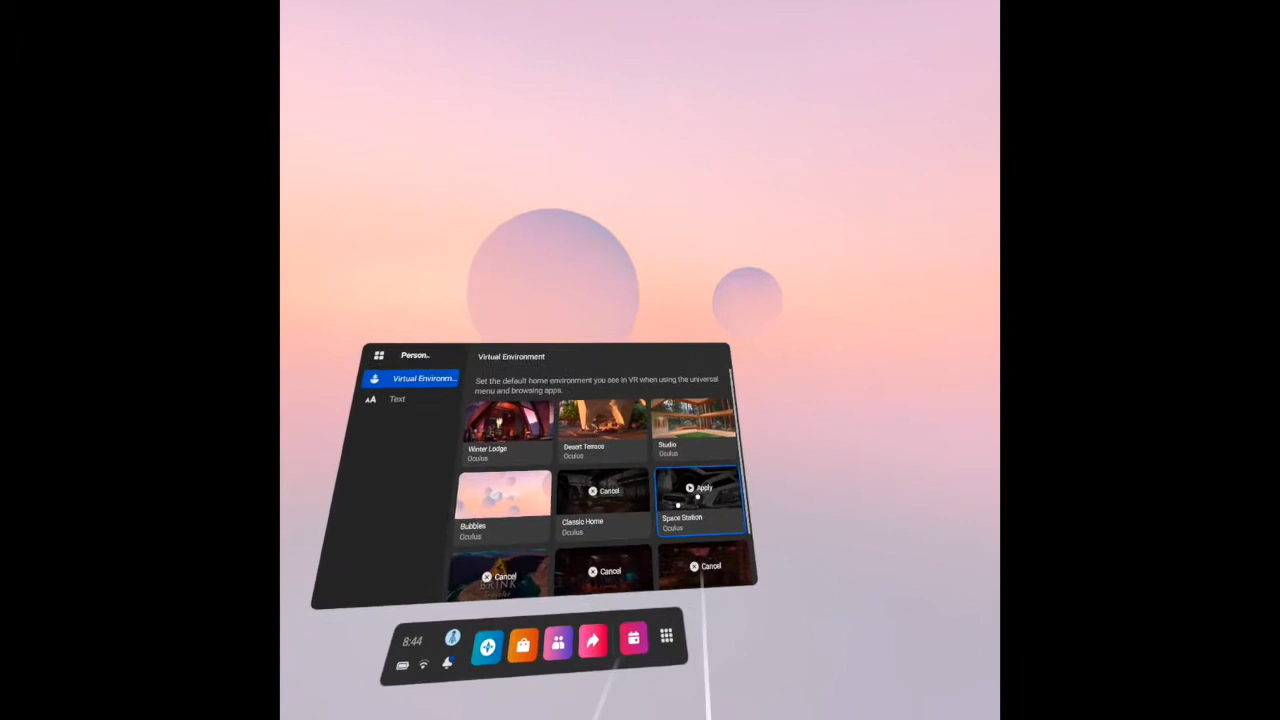 Person..
Virtual Environm...
Text
Virtual Environment
Set the default home environment you see in VR when using the universal
menu and browsing apps.
Winter Lodge
Oculus
Desert Terrace
Oculus
Studio
Oculus
Bubbles
Oculus
Cancel
Classic Home
Oculus
Apply
Space Station
Oculus
Cancel
BRINK
Traveler
Cancel
Cancel
8:44